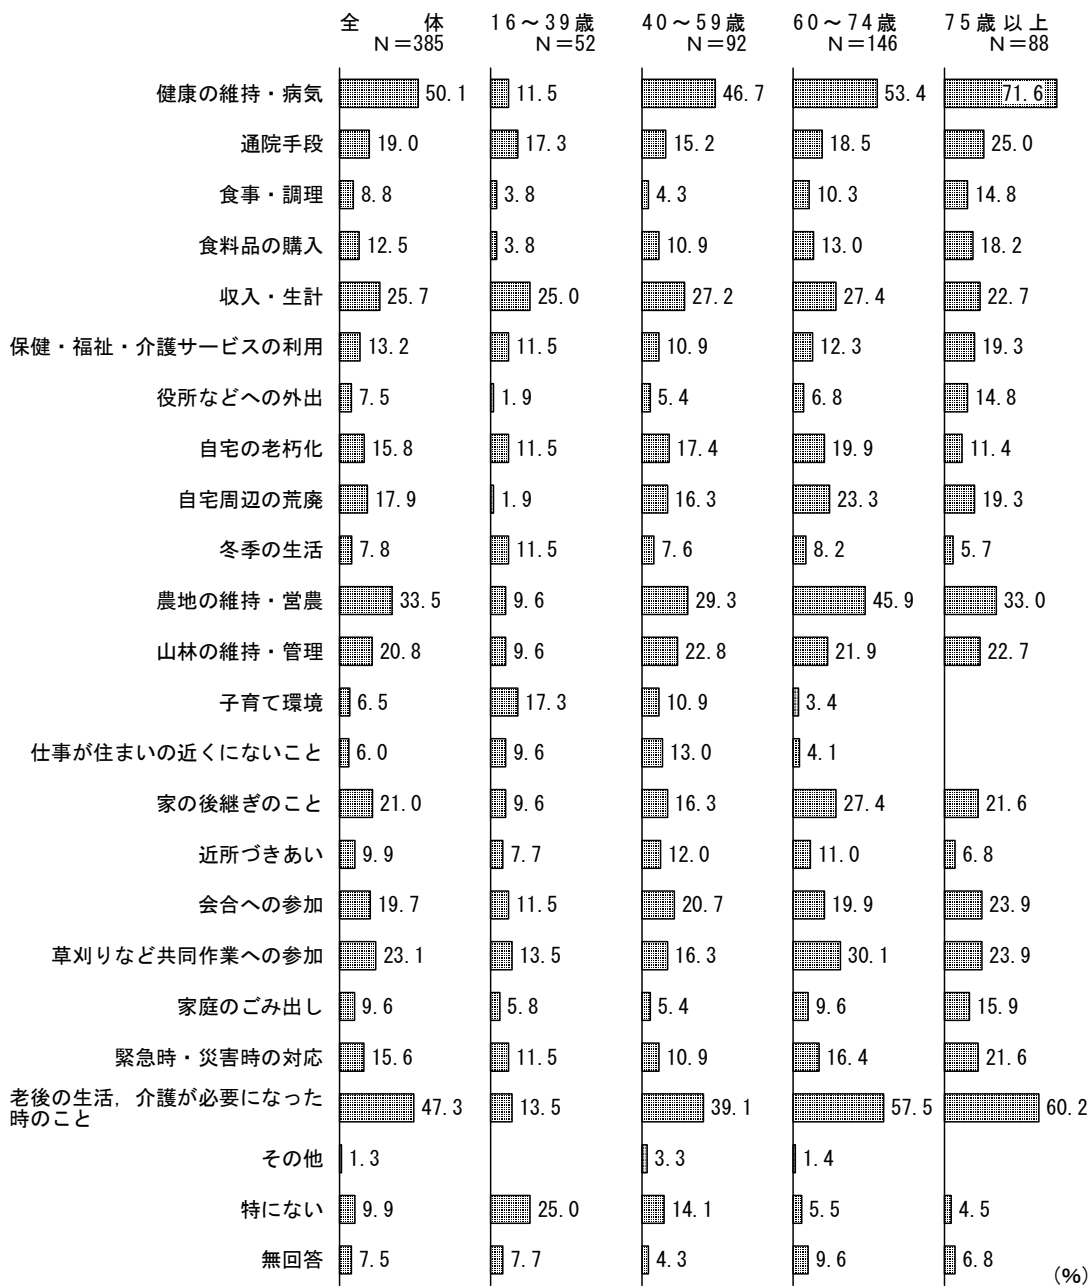 全 体 16～39歳 40～59歳 60～74歳 75歳以上
N＝385 N＝52 N＝92 N＝146 N＝88
健康の維持・病気 50.1 11.5 46.7 53.4 71.6
通院手段 19.0 17.3 15.2 18.5 25.0
食事・調理 8.8 3.8 4.3 10.3 14.8
食料品の購入 12.5 3.8 10.9 13.0 18.2
収入・生計 25.7 25.0 27.2 27.4 22.7
保健・福祉・介護サービスの利用 13.2 11.5 10.9 12.3 19.3
役所などへの外出 7.5 1.9 5.4 6.8 14.8
自宅の老朽化 15.8 11.5 17.4 19.9 11.4
自宅周辺の荒廃 17.9 1.9 16.3 23.3 19.3
冬季の生活 7.8 11.5 7.6 8.2 5.7
農地の維持・営農 33.5 9.6 29.3 45.9 33.0
山林の維持・管理 20.8 9.6 22.8 21.9 22.7
子育て環境 6.5 17.3 10.9 3.4
仕事が住まいの近くにないこと 6.0 9.6 13.0 4.1
家の後継ぎのこと 21.0 9.6 16.3 27.4 21.6
近所づきあい 9.9 7.7 12.0 11.0 6.8
会合への参加 19.7 11.5 20.7 19.9 23.9
草刈りなど共同作業への参加 23.1 13.5 16.3 30.1 23.9
家庭のごみ出し 9.6 5.8 5.4 9.6 15.9
緊急時・災害時の対応 15.6 11.5 10.9 16.4 21.6
老後の生活，介護が必要になった
時のこと 47.3 13.5 39.1 57.5 60.2
その他 1.3 3.3 1.4
特にない 9.9 25.0 14.1 5.5 4.5
無回答 7.5 7.7 4.3 9.6 6.8
(%)